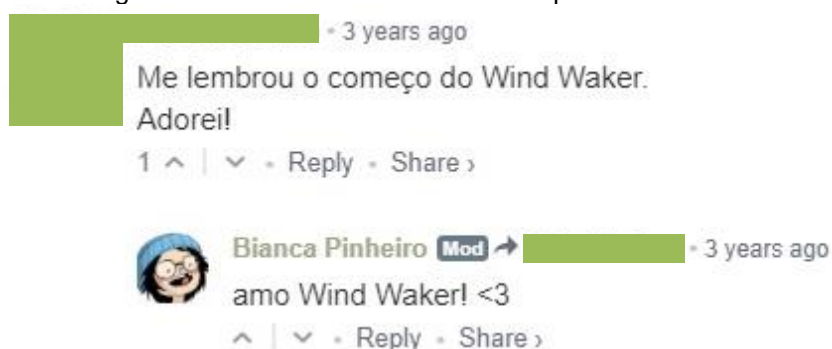 • 3 years ago
Me lembrou o começo do Wind Waker.
Adorei!
1 • Reply • Share ›
Bianca Pinheiro Mod • 3 years ago
amo Wind Waker! <3
• Reply • Share ›